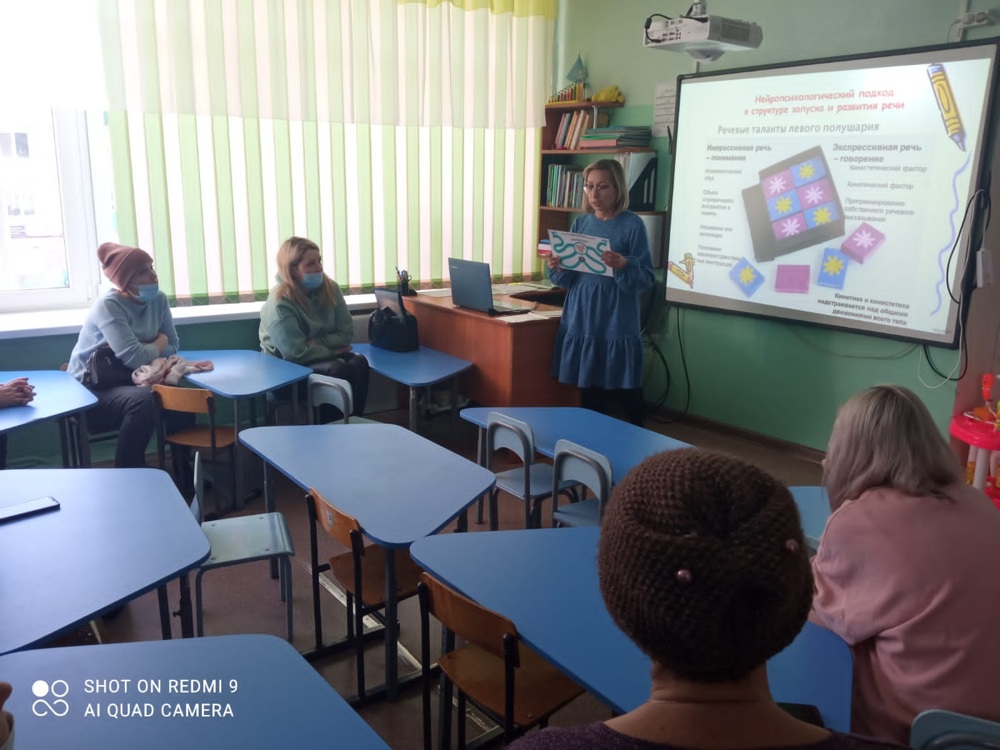 Нейропсихологический подход
в структуре запуска и развития речи
Речевые таланты левого полушария
Импрессивная речь
– понимание
Фонематический
слух
Объем
слухоречевого
восприятия и
памяти
Называние или
номинация
Понимание
квазипространствен
ных конструкций
Экспрессивная речь
– говорение
Кинестетический фактор
Кинетический фактор
Программирование
собственного речевого
высказывания
Кинетика и кинестетика
надстраивается над общими
движениями всего тела
SHOT ON REDMI 9
AI QUAD CAMERA